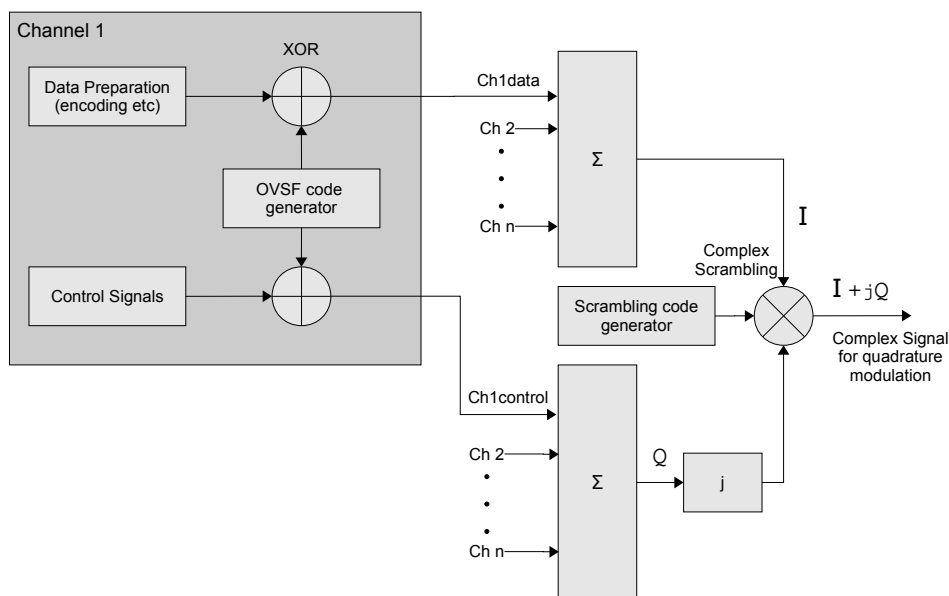 Channel 1
XOR
Data Preparation
(encoding etc)
OVSF code
generator
Control Signals
Ch1data
Ch 2
Ch n
Σ
I
Complex
Scrambling
Scrambling code
generator
I + jQ
Complex Signal
for quadrature
modulation
Ch1control
Ch 2
Ch n
Σ
Q
j